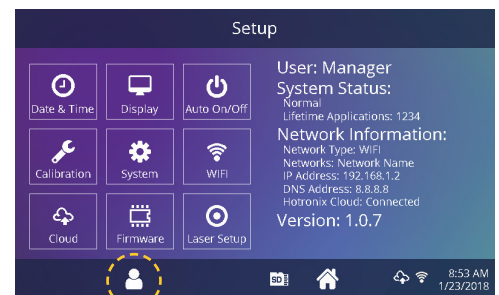 Setup
Date & Time
Display
Auto On/Off
Calibration
System
WIFI
Cloud
Firmware
Laser Setup
User: Manager
System Status:
Normal
Lifetime Applications: 1234
Network Information:
Network Type: WIFI
Networks: Network Name
IP Address: 192.168.1.2
DNS Address: 8.8.8.8
Hotronix Cloud: Connected
Version: 1.0.7
SD
8:53 AM
1/23/2018